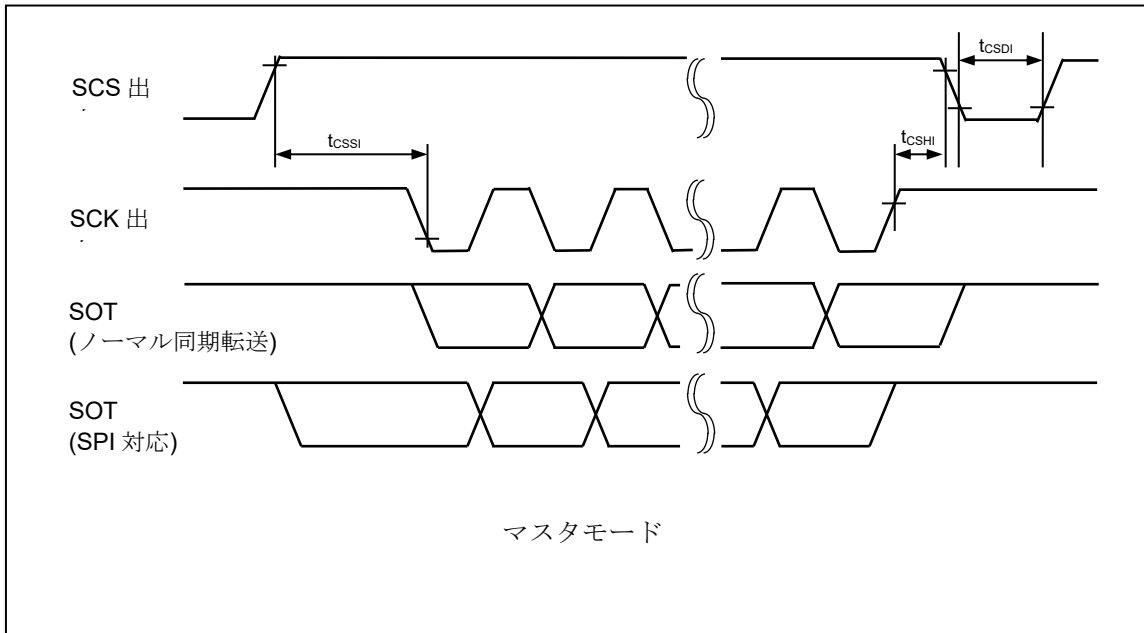 SCS 出
tCSDI
tCSSI
tCSHI
SCK 出
SOT
(ノーマル同期転送)
SOT
(SPI 対応)
マスタモード